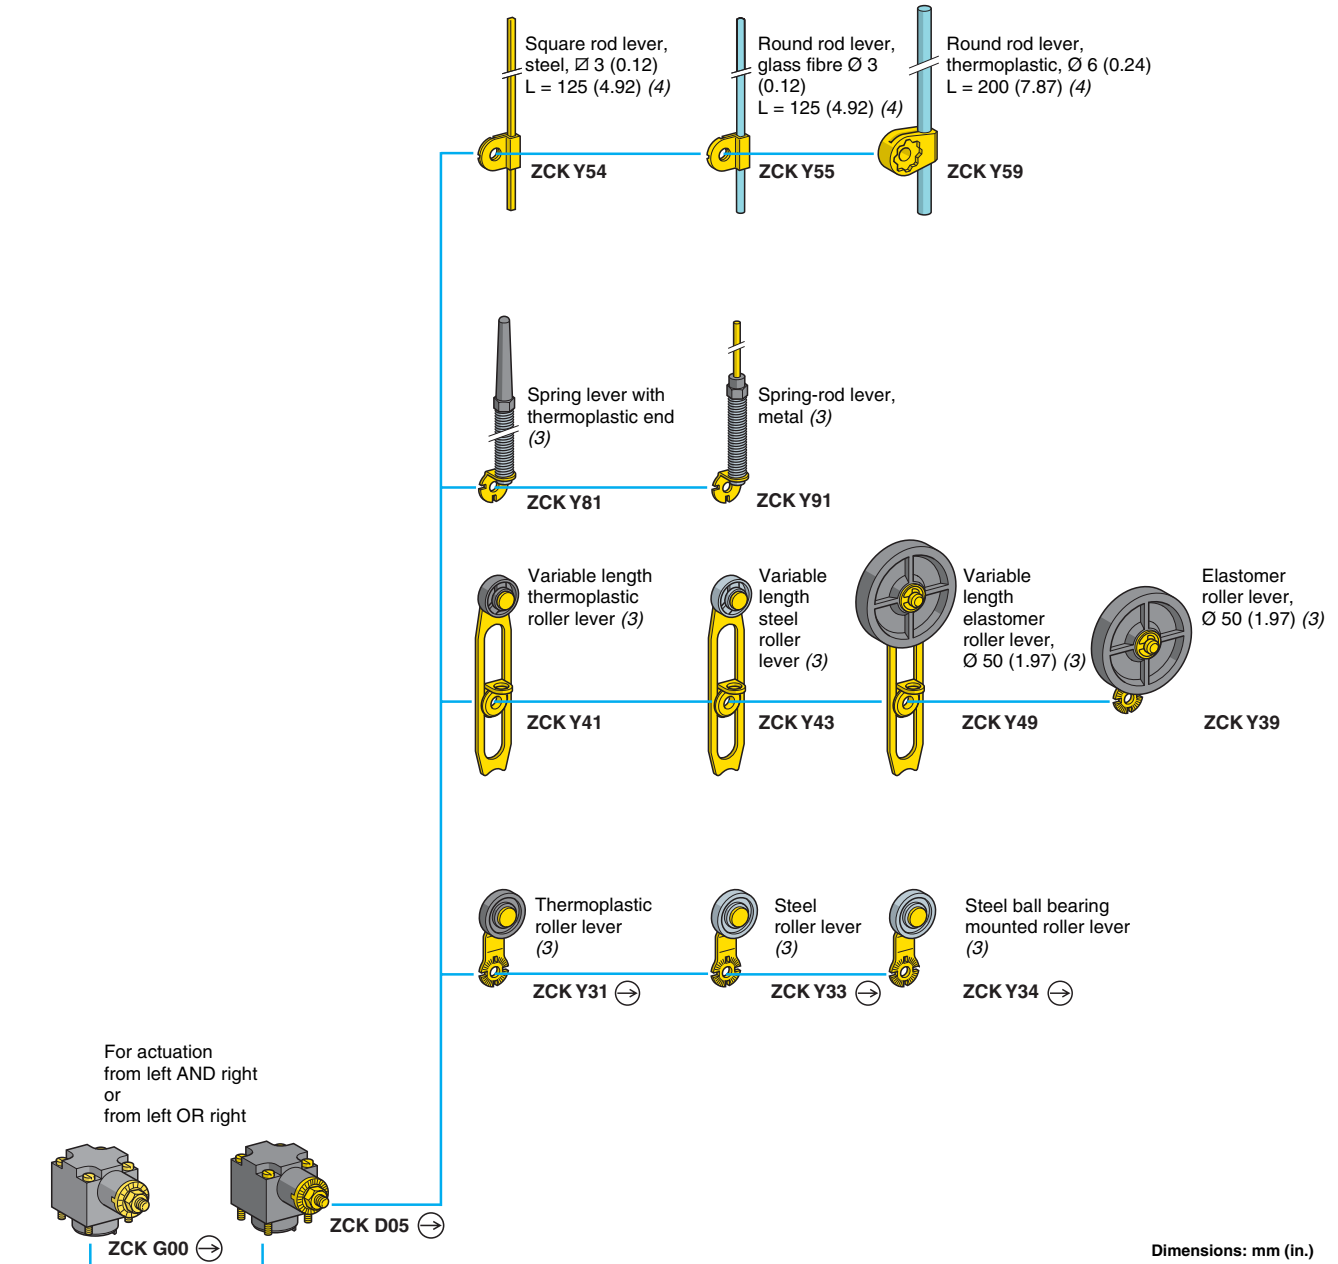 Square rod lever,
steel, ⧄ 3 (0.12)
L = 125 (4.92) (4)
ZCK Y54
Round rod lever,
glass fibre Ø 3
(0.12)
L = 125 (4.92) (4)
ZCK Y55
Round rod lever,
thermoplastic, Ø 6 (0.24)
L = 200 (7.87) (4)
ZCK Y59
Spring lever with
thermoplastic end
(3)
ZCK Y81
Spring-rod lever,
metal (3)
ZCK Y91
Variable length
thermoplastic
roller lever (3)
ZCK Y41
Variable
length
steel
roller
lever (3)
ZCK Y43
Variable
length
elastomer
roller lever,
Ø 50 (1.97) (3)
ZCK Y49
Elastomer
roller lever,
Ø 50 (1.97) (3)
ZCK Y39
Thermoplastic
roller lever
(3)
ZCK Y31
Steel
roller lever
(3)
ZCK Y33
Steel ball bearing
mounted roller lever
(3)
ZCK Y34
For actuation
from left AND right
or
from left OR right
ZCK G00
ZCK D05
Dimensions: mm (in.)